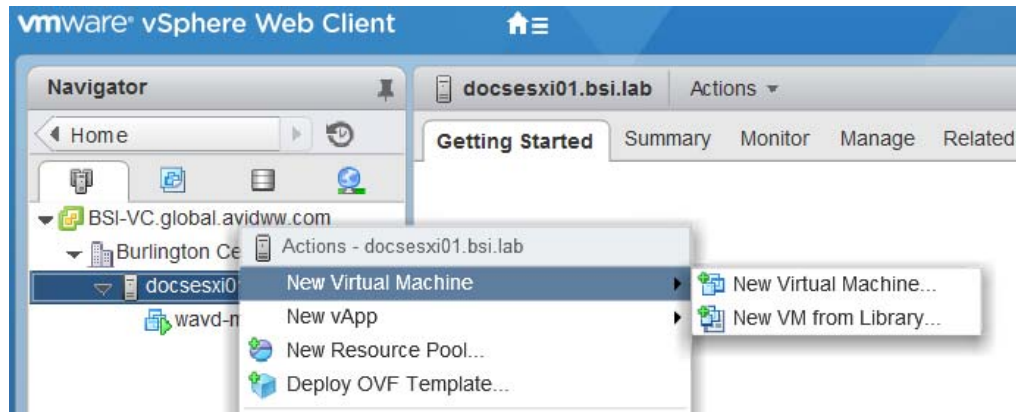 vmware® vSphere Web Client
Navigator
docsesxi01.bsi.lab Actions
Home
Getting Started Summary Monitor Manage Related
BSI-VC.global.avidww.com
Burlington Ce
Actions - docsesxi01.bsi.lab
docsesxi0
New Virtual Machine
New Virtual Machine...
wavd-m
New vApp
New VM from Library...
New Resource Pool...
Deploy OVF Template...